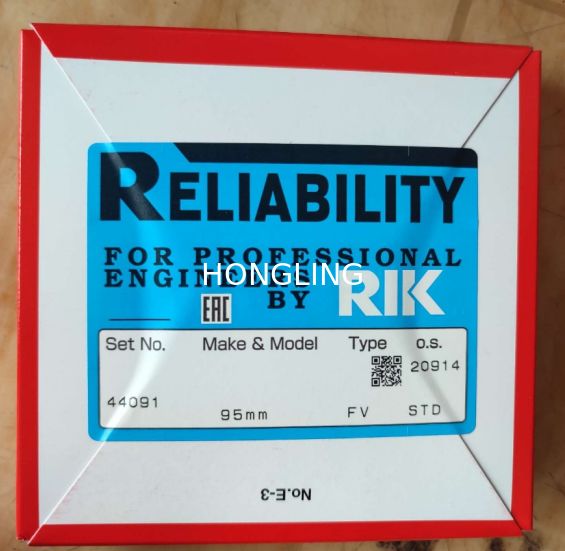 RELIABILITY
FOR PROFESSIONAL
ENGINEERS
HONGLING
BY RIK
EAC
Set No. Make & Model Type o.s.
20914
44091 95mm FV STD
No.E-3